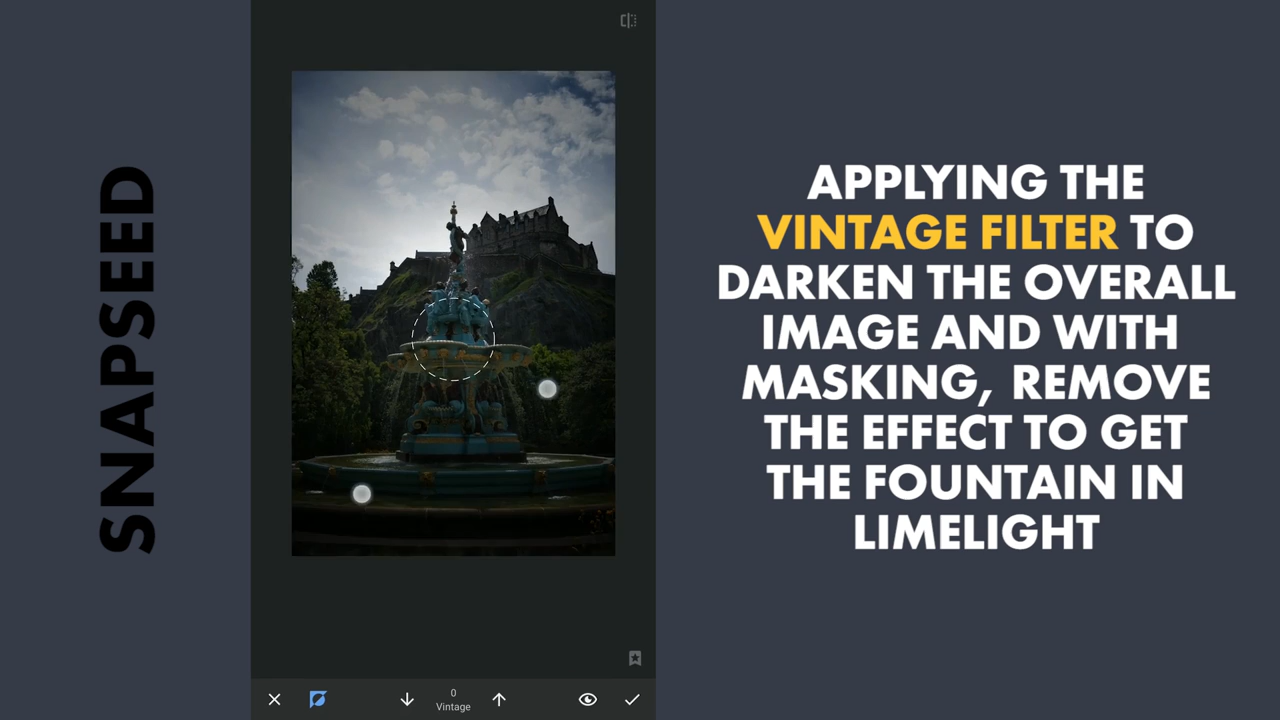 SNAPSEED
0
Vintage
APPLYING THE
VINTAGE FILTER TO
DARKEN THE OVERALL
IMAGE AND WITH
MASKING, REMOVE
THE EFFECT TO GET
THE FOUNTAIN IN
LIMELIGHT